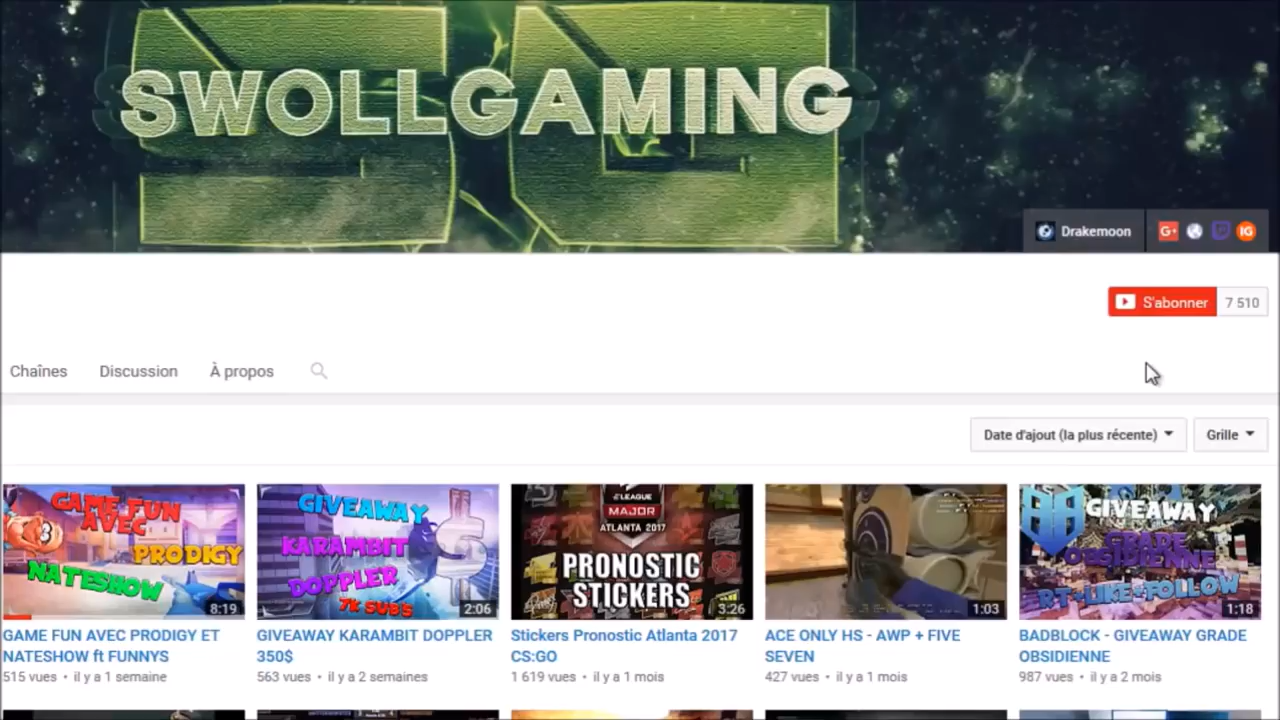 SWOLLGAMING
Drakemoon
G+
IG
S'abonner 7 510
Chaînes Discussion À propos
Date d'ajout (la plus récente) Grille
GAME FUN
AVEC
PRODIGY
NATESHOW
8:19
GIVEAWAY
KARAMBIT
DOPPLER
7K SUBS
2:06
ELEAGUE
MAJOR
ATLANTA 2017
PRONOSTIC
STICKERS
3:26
1:03
GIVEAWAY
GRADE
OBSIDIENNE
RT+LIKE+FOLLOW
1:18
GAME FUN AVEC PRODIGY ET
NATESHOW ft FUNNYS
515 vues • il y a 1 semaine
GIVEAWAY KARAMBIT DOPPLER
350$
563 vues • il y a 2 semaines
Stickers Pronostic Atlanta 2017
CS:GO
1 619 vues • il y a 1 mois
ACE ONLY HS - AWP + FIVE
SEVEN
427 vues • il y a 1 mois
BADBLOCK - GIVEAWAY GRADE
OBSIDIENNE
987 vues • il y a 2 mois